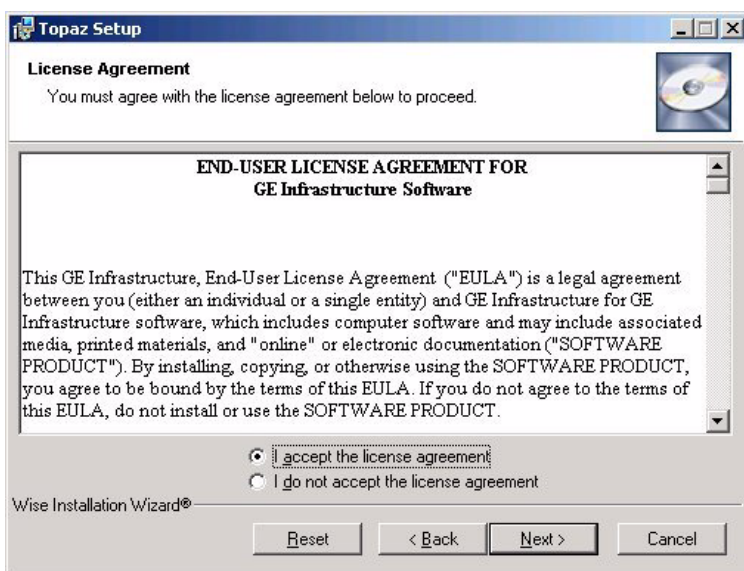 Topaz Setup
License Agreement
You must agree with the license agreement below to proceed.
END-USER LICENSE AGREEMENT FOR
GE Infrastructure Software
This GE Infrastructure, End-User License Agreement ("EULA") is a legal agreement
between you (either an individual or a single entity) and GE Infrastructure for GE
Infrastructure software, which includes computer software and may include associated
media, printed materials, and "online" or electronic documentation ("SOFTWARE
PRODUCT"). By installing, copying, or otherwise using the SOFTWARE PRODUCT,
you agree to be bound by the terms of this EULA. If you do not agree to the terms of
this EULA, do not install or use the SOFTWARE PRODUCT.
I accept the license agreement
I do not accept the license agreement
Wise Installation Wizard®
Reset
< Back
Next >
Cancel